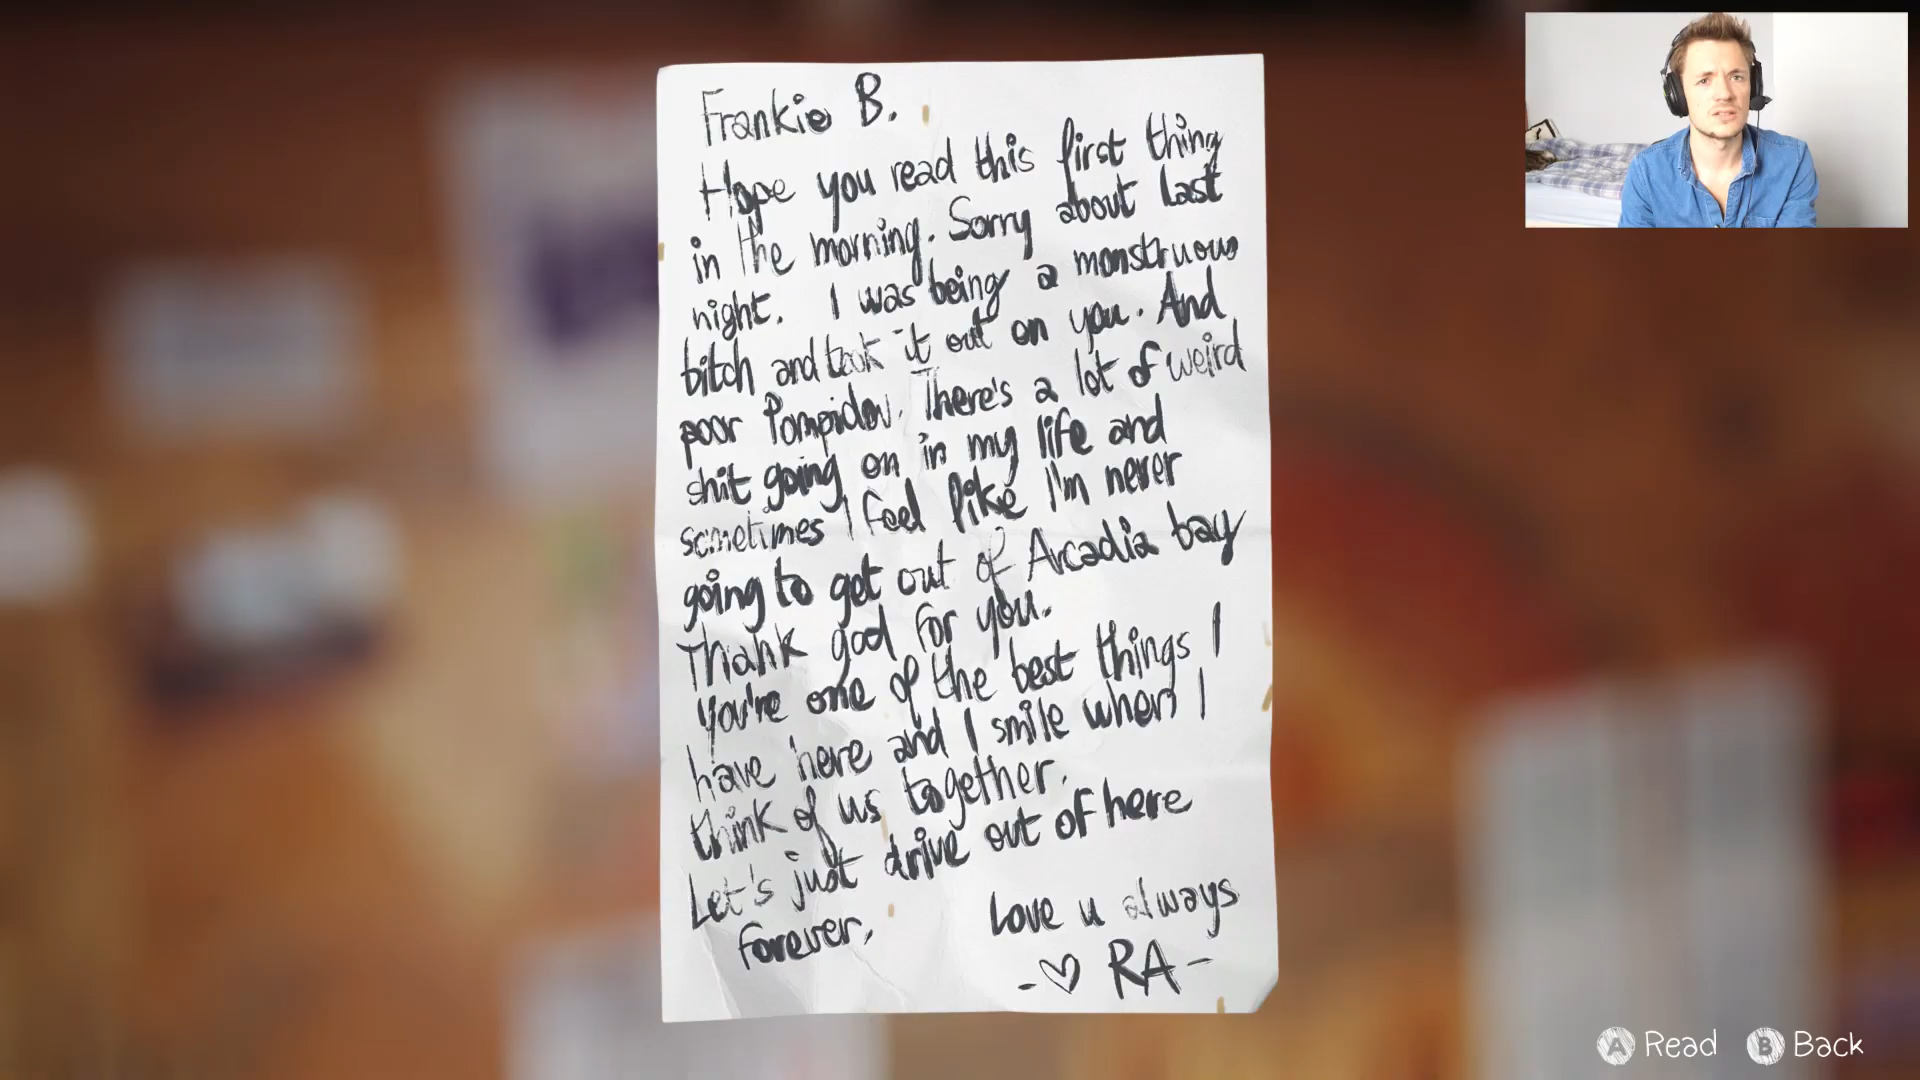 Frankie B.
Hope you read this first thing
in the morning. Sorry about last
night. I was being a monstruous
bitch and took it out on you. And
poor Pompidou. There's a lot of weird
shit going on in my life and
sometimes I feel like I'm never
going to get out of Arcadia bay
Thank god for you.
You're one of the best things I
have here and I smile when I
think of us together.
Let's just drive out of here
forever.
Love u always
-♡ RA-
A Read B Back